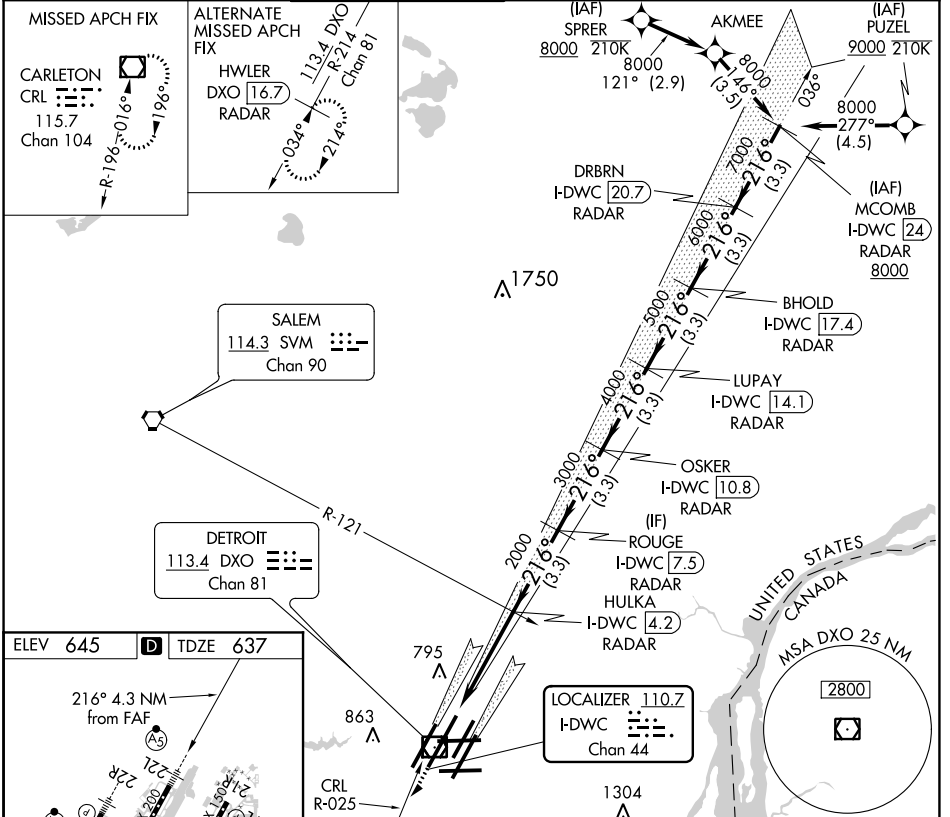 MISSED APCH FIX
CARLETON
CRL
115.7
Chan 104
R-196
016°
196°
ALTERNATE
MISSED APCH
FIX
HWLER
DXO 16.7
RADAR
113.4 DXO
R-214
Chan 81
034°
214°
(IAF)
SPRER
8000 210K
8000
121° (2.9)
AKMEE
8000
146°
(3.5)
(IAF)
PUZEL
9000 210K
036°
8000
277°
(4.5)
(IAF)
MCOMB
I-DWC 24
RADAR
8000
7000
216°
(3.3)
DRBRN
I-DWC 20.7
RADAR
6000
216°
(3.3)
BHOLD
I-DWC 17.4
RADAR
5000
216°
(3.3)
LUPAY
I-DWC 14.1
RADAR
4000
216°
(3.3)
OSKER
I-DWC 10.8
RADAR
3000
216°
(3.3)
(IF)
ROUGE
I-DWC 7.5
RADAR
2000
216°
(3.3)
HULKA
I-DWC 4.2
RADAR
1750
SALEM
114.3 SVM
Chan 90
R-121
DETROIT
113.4 DXO
Chan 81
UNITED STATES
CANADA
MSA DXO 25 NM
2800
795
863
LOCALIZER 110.7
I-DWC
Chan 44
CRL
R-025
1304
ELEV 645 D TDZE 637
216° 4.3 NM
from FAF
A5
22R
22L
21R
X 200
X 150